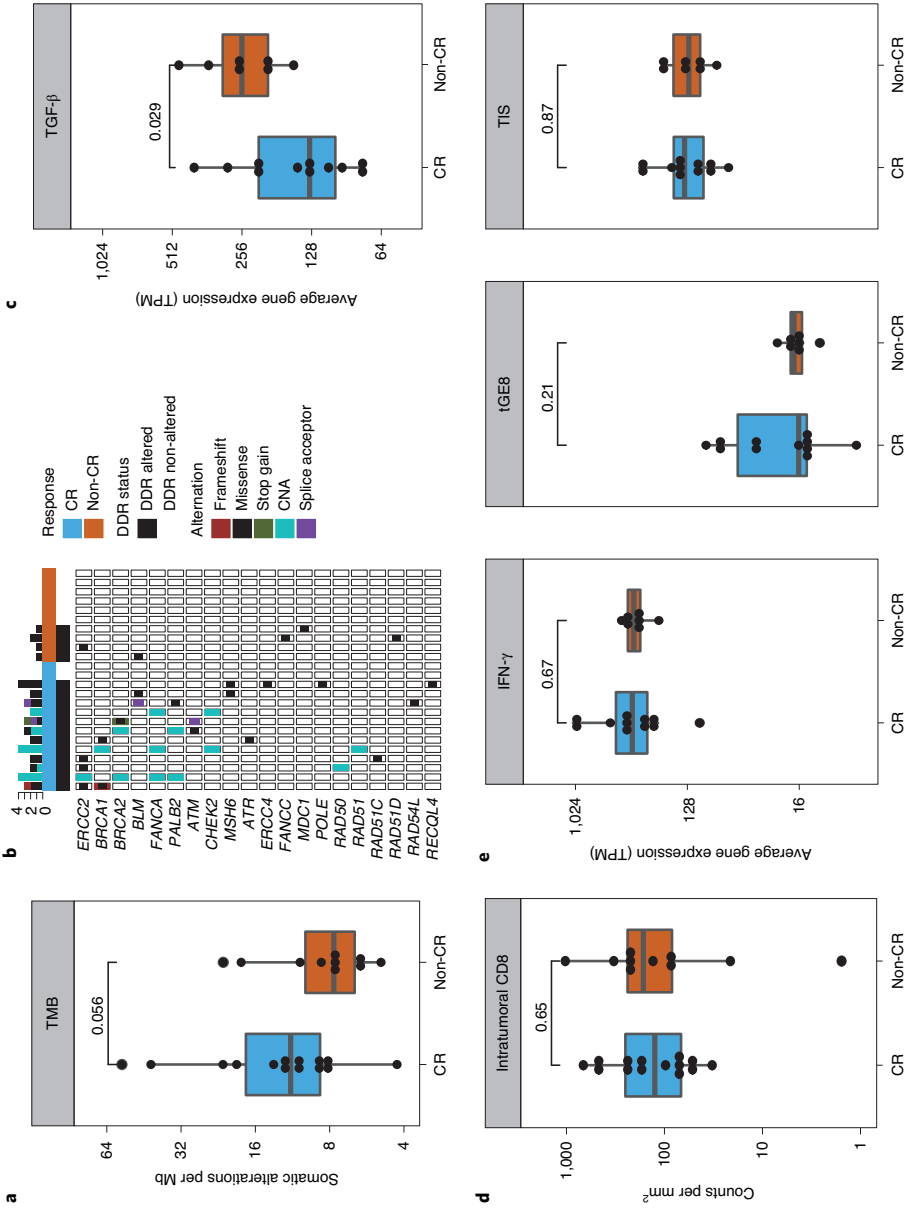 a
TMB
Somatic alterations per Mb
64
32
16
8
4
0.056
CR
Non-CR
b
4
2
0
ERCC2
BRCA1
BRCA2
BLM
FANCA
PALB2
ATM
CHEK2
MSH6
ATR
ERCC4
FANCC
MDC1
POLE
RAD50
RAD51
RAD51C
RAD51D
RAD54L
RECQL4
Response
CR
Non-CR
DDR status
DDR altered
DDR non-altered
Alternation
Frameshift
Missense
Stop gain
CNA
Splice acceptor
c
TGF-β
Average gene expression (TPM)
1,024
512
256
128
64
0.029
CR
Non-CR
d
Intratumoral CD8
Counts per mm²
1,000
100
10
1
0.65
CR
Non-CR
e
Average gene expression (TPM)
1,024
128
16
IFN-γ
0.67
CR
Non-CR
tGE8
0.21
CR
Non-CR
TIS
0.87
CR
Non-CR